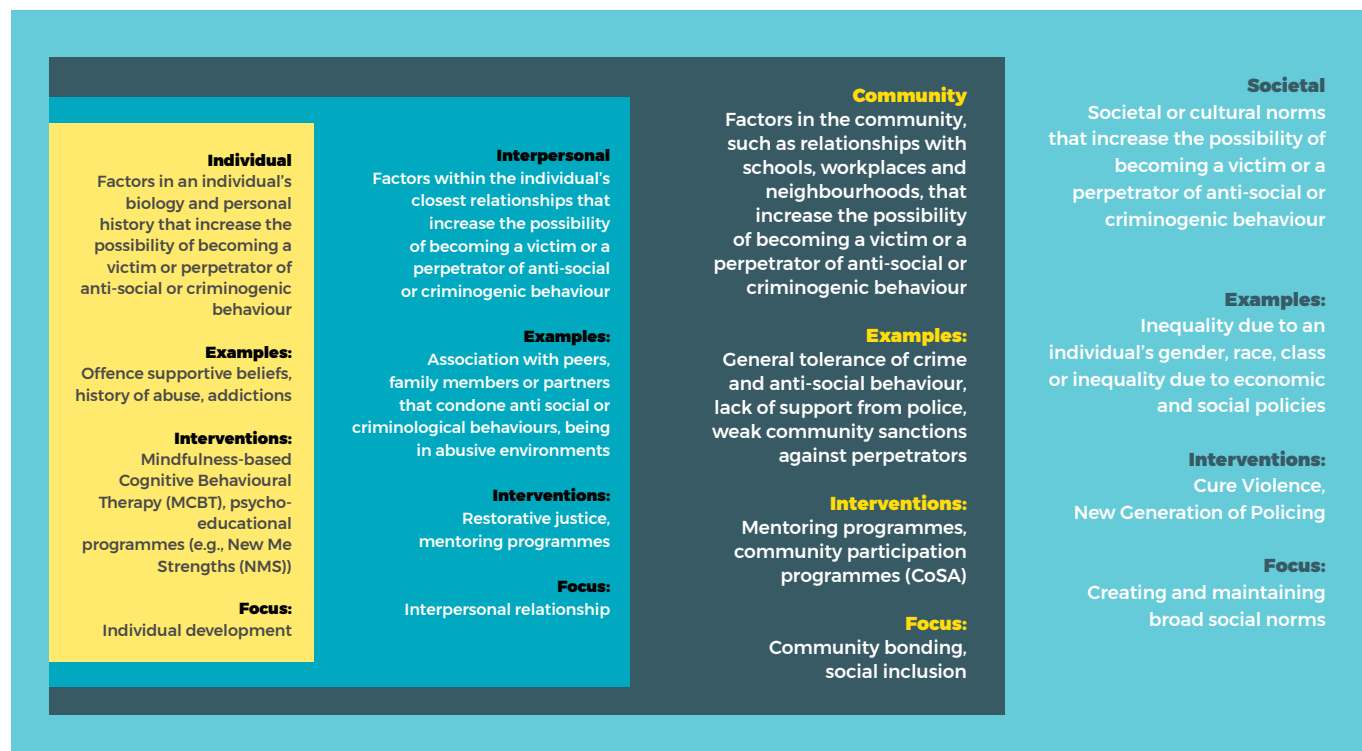 Individual
Factors in an individual's
biology and personal
history that increase the
possibility of becoming a
victim or perpetrator of
anti-social or criminogenic
behaviour
Examples:
Offence supportive beliefs,
history of abuse, addictions
Interventions:
Mindfulness-based
Cognitive Behavioural
Therapy (MCBT), psycho-
educational
programmes (e.g., New Me
Strengths (NMS))
Focus:
Individual development
Interpersonal
Factors within the individual's
closest relationships that
increase the possibility
of becoming a victim or a
perpetrator of anti-social
or criminogenic behaviour
Examples:
Association with peers,
family members or partners
that condone anti social or
criminological behaviours, being
in abusive environments
Interventions:
Restorative justice,
mentoring programmes
Focus:
Interpersonal relationship
Community
Factors in the community,
such as relationships with
schools, workplaces and
neighbourhoods, that
increase the possibility
of becoming a victim or a
perpetrator of anti-social or
criminogenic behaviour
Examples:
General tolerance of crime
and anti-social behaviour,
lack of support from police,
weak community sanctions
against perpetrators
Interventions:
Mentoring programmes,
community participation
programmes (CoSA)
Focus:
Community bonding,
social inclusion
Societal
Societal or cultural norms
that increase the possibility of
becoming a victim or a
perpetrator of anti-social or
criminogenic behaviour
Examples:
Inequality due to an
individual's gender, race, class
or inequality due to economic
and social policies
Interventions:
Cure Violence,
New Generation of Policing
Focus:
Creating and maintaining
broad social norms